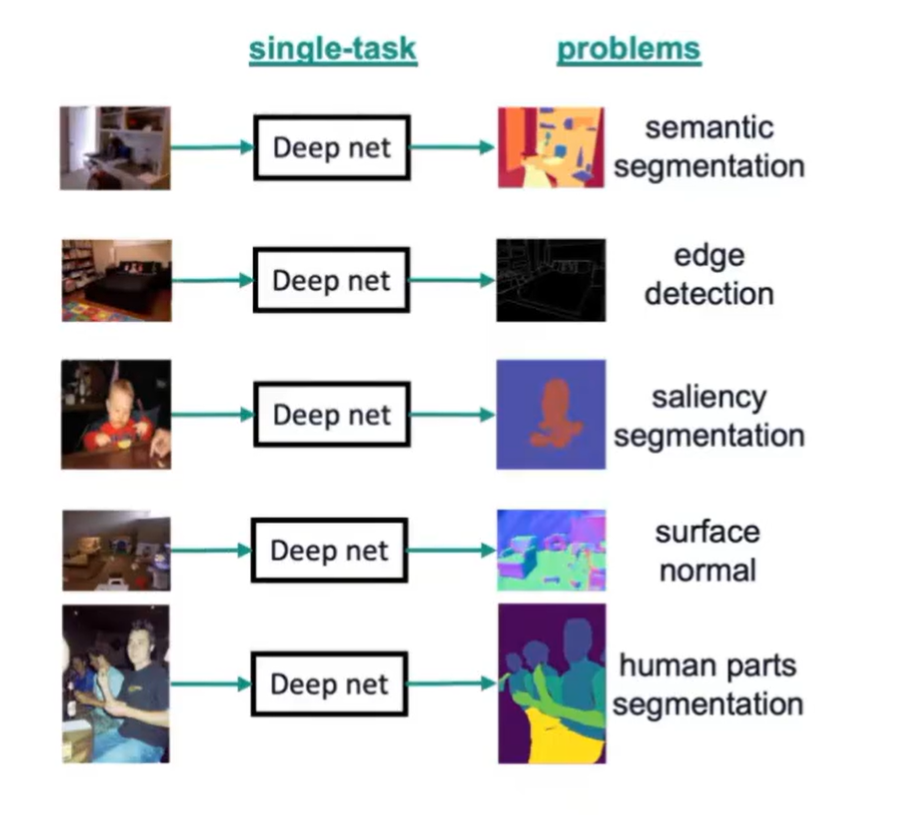 single-task problems
Deep net semantic
segmentation
Deep net edge
detection
Deep net saliency
segmentation
Deep net surface
normal
Deep net human parts
segmentation